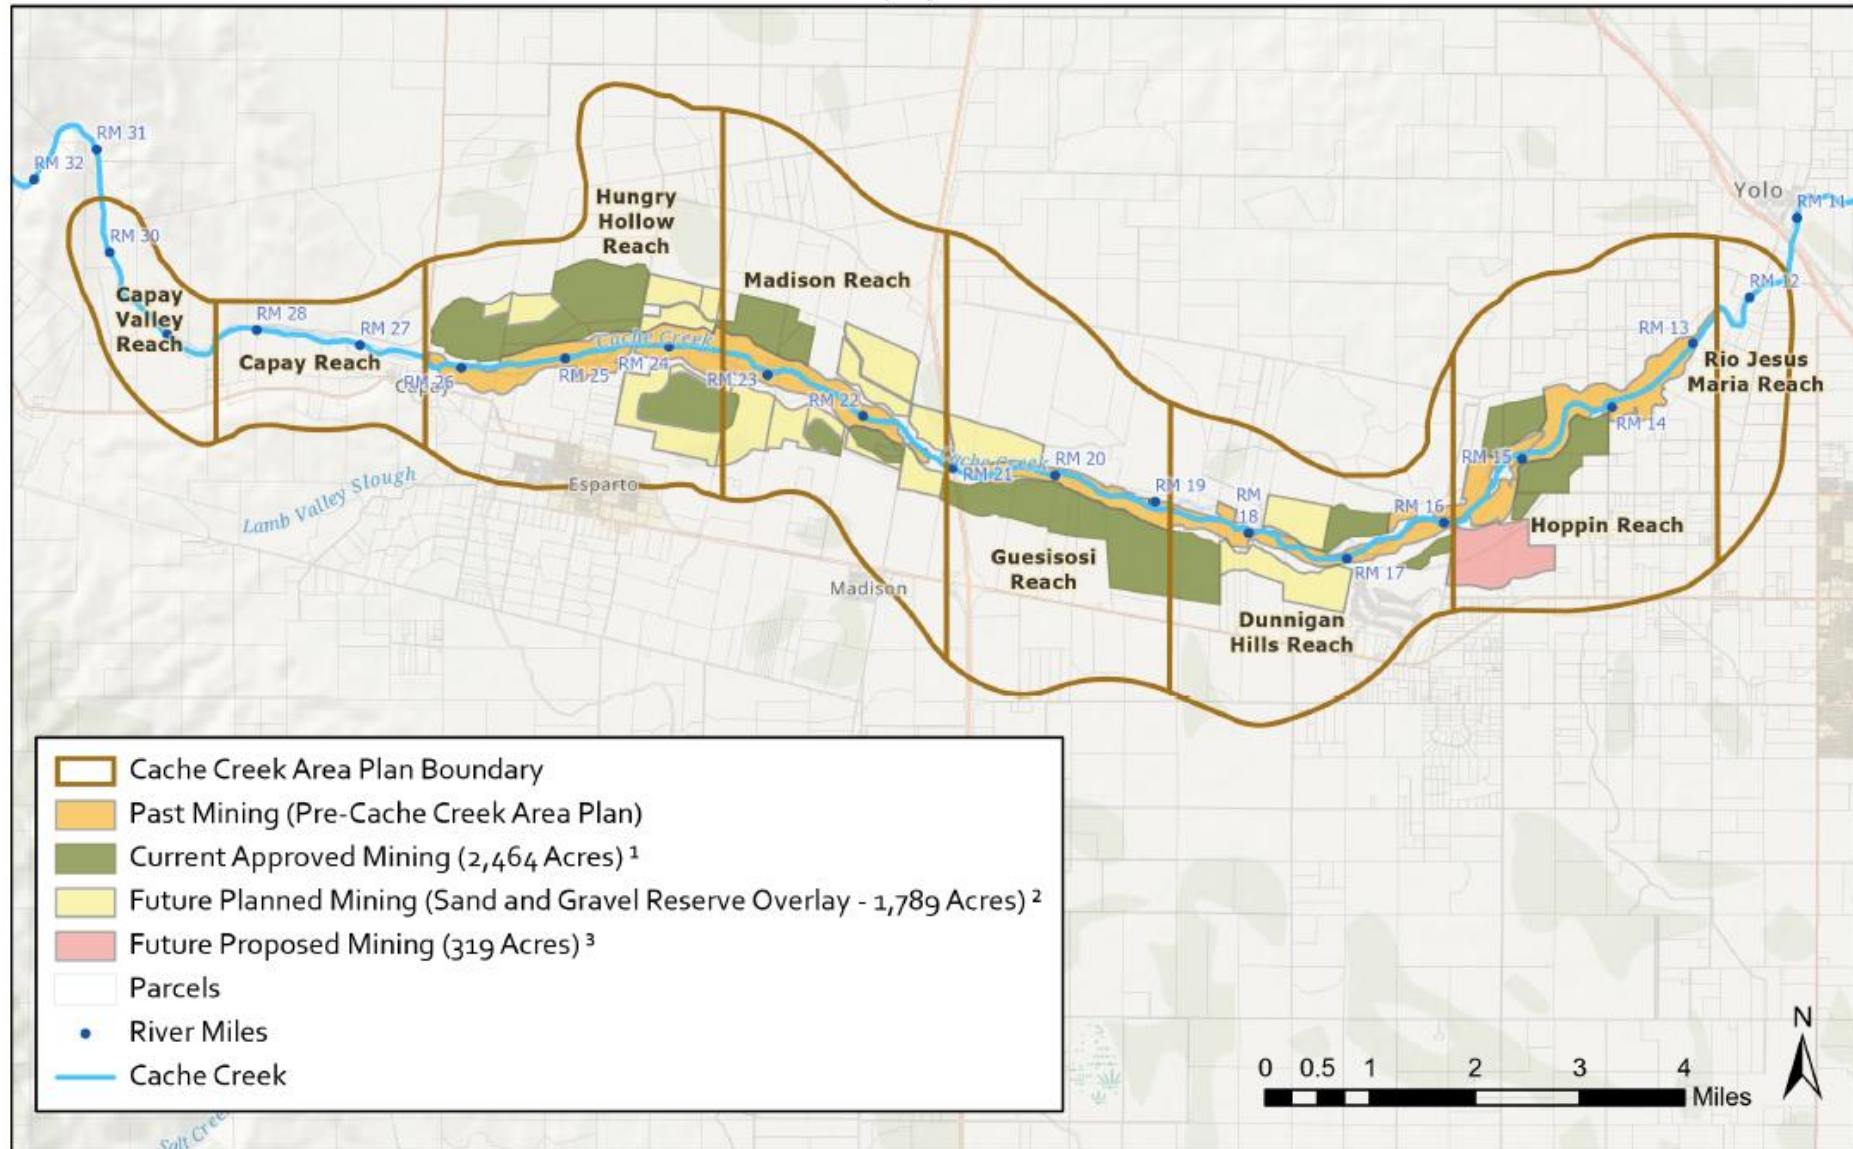 RM 31
RM 32
RM 30
Capay
Valley
Reach
RM 28
RM 27
Capay Reach
RM 26
Capay
Hungry
Hollow
Reach
Cache Creek
RM 25
RM 24
Madison Reach
RM 23
RM 22
Cache Creek
RM 21
RM 20
RM 19
RM
18
RM 17
RM 16
RM 15
RM 14
RM 13
RM 12
RM 11
Yolo
Rio Jesus
Maria Reach
Hoppin Reach
Guesisosi
Reach
Dunnigan
Hills Reach
Esparto
Madison
Lamb Valley Slough
Cache Creek Area Plan Boundary
Past Mining (Pre-Cache Creek Area Plan)
Current Approved Mining (2,464 Acres) ¹
Future Planned Mining (Sand and Gravel Reserve Overlay - 1,789 Acres) ²
Future Proposed Mining (319 Acres) ³
Parcels
River Miles
Cache Creek
Salt Creek
N
0 0.5 1 2 3 4
Miles